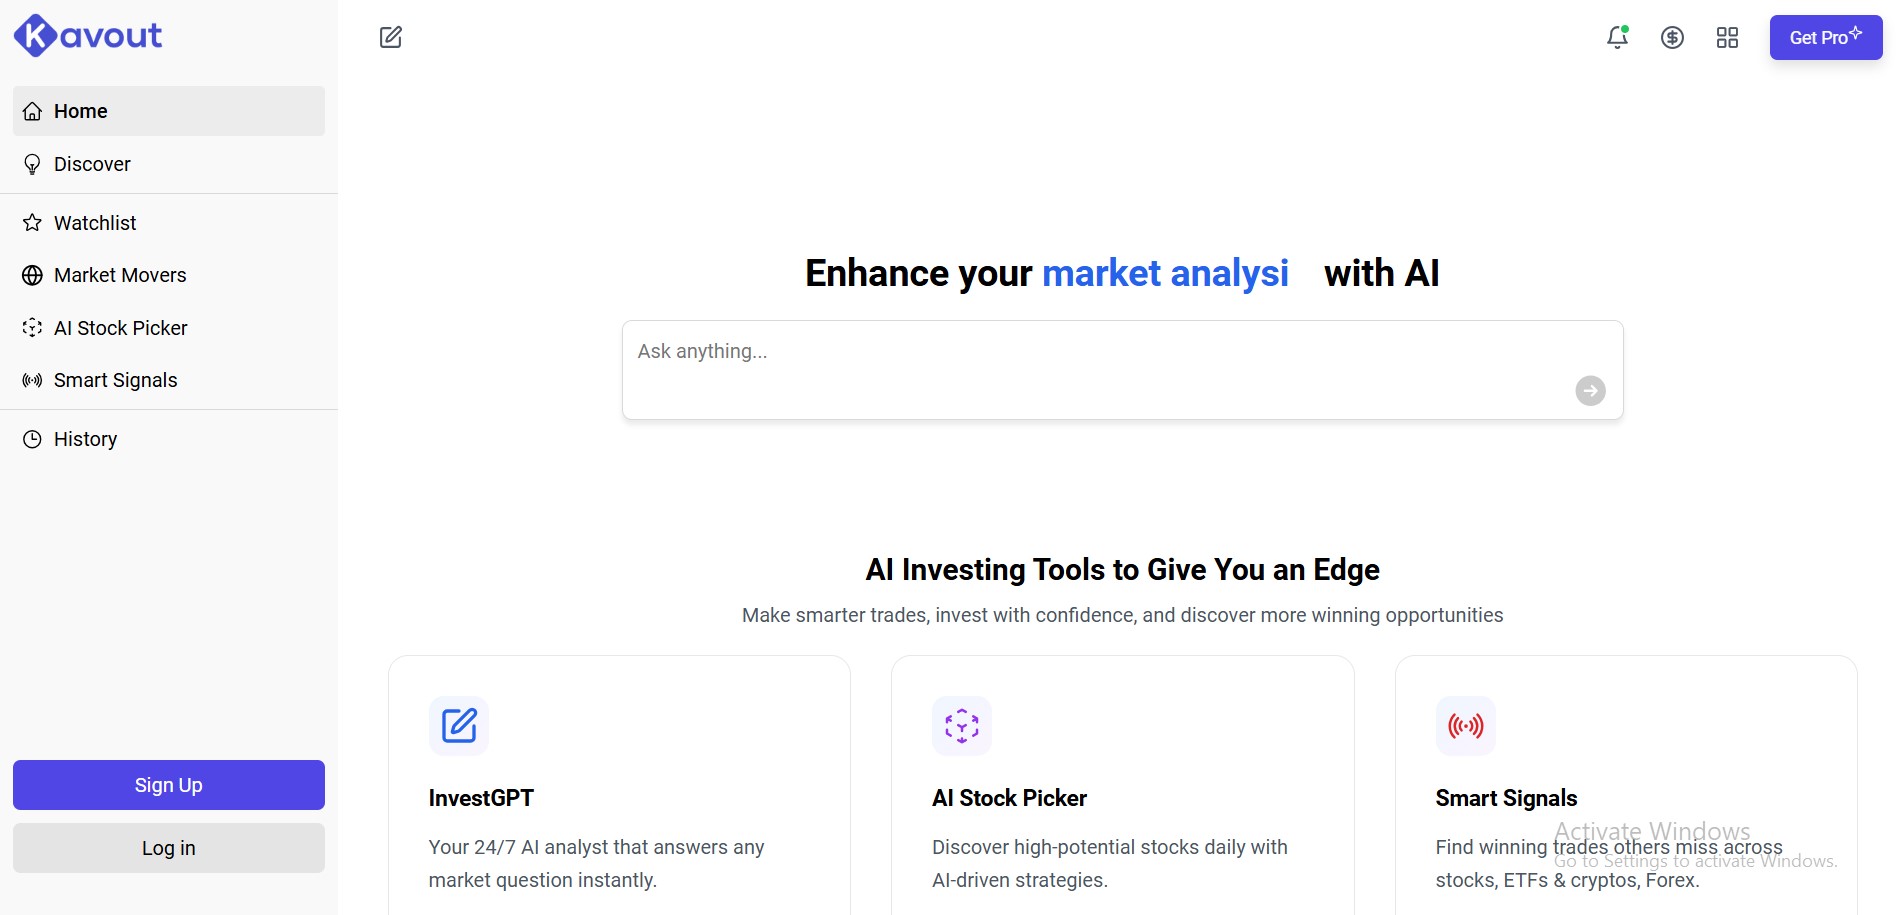 Kavout
Home
Discover
Watchlist
Market Movers
AI Stock Picker
Smart Signals
History
Sign Up
Log in
Get Pro
Enhance your market analysi with AI
Ask anything...
AI Investing Tools to Give You an Edge
Make smarter trades, invest with confidence, and discover more winning opportunities
InvestGPT
Your 24/7 AI analyst that answers any
market question instantly.
AI Stock Picker
Discover high-potential stocks daily with
AI-driven strategies.
Smart Signals
Find winning trades others miss across
stocks, ETFs & cryptos, Forex.
Activate Windows
Go to Settings to activate Windows.